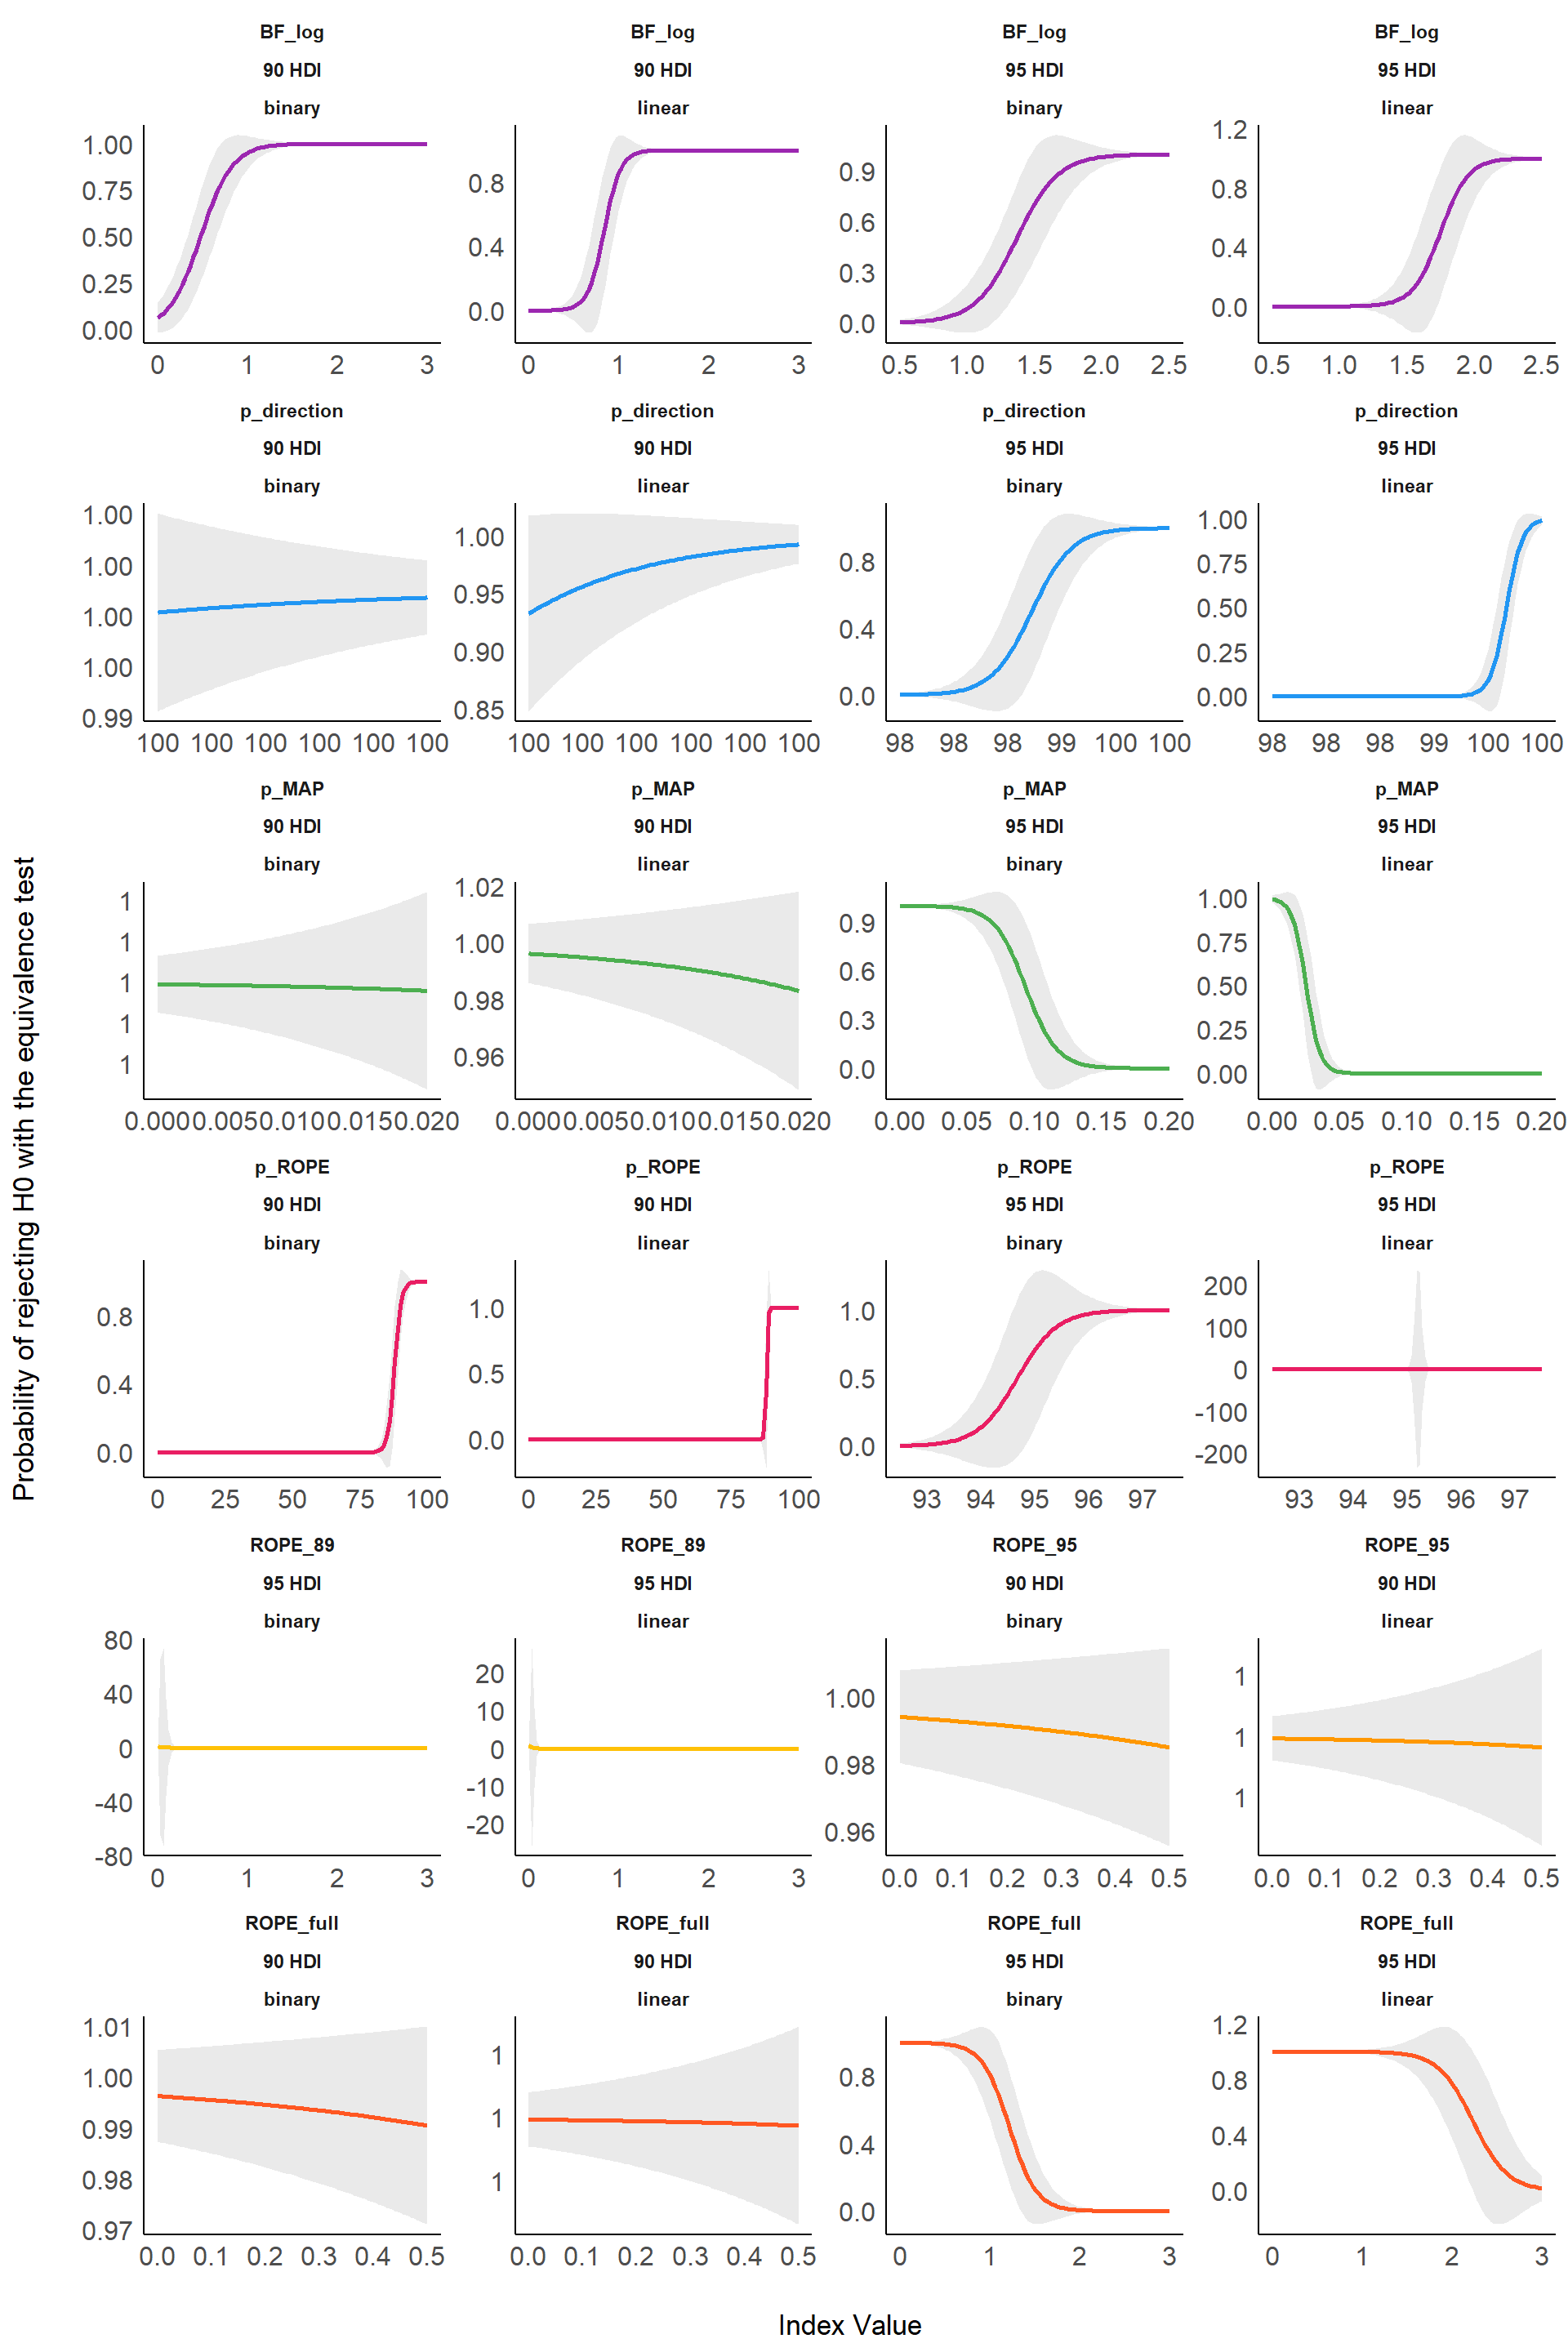 BF_log BF_log BF_log BF_log
90 HDI 90 HDI 95 HDI 95 HDI
binary linear binary linear
1.00 0.75 0.50 0.25 0.00
0.8 0.4 0.0
0.9 0.6 0.3 0.0
1.2 0.8 0.4 0.0
0 1 2 3 0 1 2 3 0.5 1.0 1.5 2.0 2.5 0.5 1.0 1.5 2.0 2.5
p_direction p_direction p_direction p_direction
90 HDI 90 HDI 95 HDI 95 HDI
binary linear binary linear
1.00 1.00 1.00 1.00 0.99
1.00 0.95 0.90 0.85
0.8 0.4 0.0
1.00 0.75 0.50 0.25 0.00
100 100 100 100 100 100 100 100 100 100 100 100 98 98 98 99 100 100 98 98 98 99 100 100
p_MAP p_MAP p_MAP p_MAP
90 HDI 90 HDI 95 HDI 95 HDI
binary linear binary linear
1 1 1 1 1
1.02 1.00 0.98 0.96
0.9 0.6 0.3 0.0
1.00 0.75 0.50 0.25 0.00
0.000 0.005 0.010 0.015 0.020 0.000 0.005 0.010 0.015 0.020 0.00 0.05 0.10 0.15 0.20 0.00 0.05 0.10 0.15 0.20
p_ROPE p_ROPE p_ROPE p_ROPE
90 HDI 90 HDI 95 HDI 95 HDI
binary linear binary linear
0.8 0.4 0.0
1.0 0.5 0.0
1.0 0.5 0.0
200 100 0 -100 -200
0 25 50 75 100 0 25 50 75 100 93 94 95 96 97 93 94 95 96 97
ROPE_89 ROPE_89 ROPE_95 ROPE_95
95 HDI 95 HDI 90 HDI 90 HDI
binary linear binary linear
80 40 0 -40 -80
20 10 0 -10 -20
1.00 0.98 0.96
1 1 1
0 1 2 3 0 1 2 3 0.0 0.1 0.2 0.3 0.4 0.5 0.0 0.1 0.2 0.3 0.4 0.5
ROPE_full ROPE_full ROPE_full ROPE_full
90 HDI 90 HDI 95 HDI 95 HDI
binary linear binary linear
1.01 1.00 0.99 0.98 0.97
1 1 1
0.8 0.4 0.0
1.2 0.8 0.4 0.0
0.0 0.1 0.2 0.3 0.4 0.5 0.0 0.1 0.2 0.3 0.4 0.5 0 1 2 3 0 1 2 3
Probability of rejecting H0 with the equivalence test
Index Value